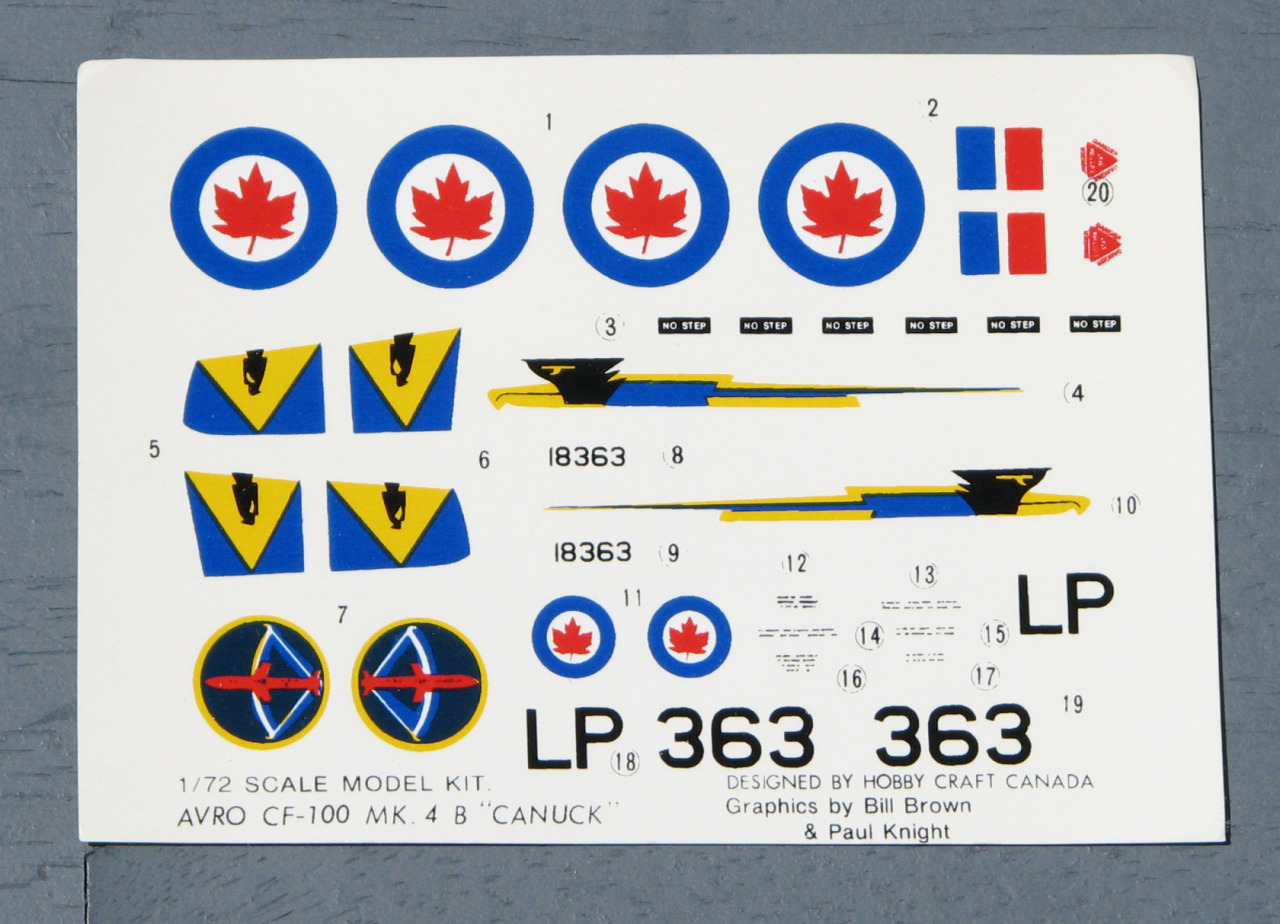 1
2
20
3
NO STEP NO STEP NO STEP NO STEP NO STEP NO STEP
4
5
6
18363 8
10
18363 9
7
11
12
13
LP
14
15
16
17
LP 18 363 363 19
1/72 SCALE MODEL KIT.
AVRO CF-100 MK. 4 B "CANUCK"
DESIGNED BY HOBBY CRAFT CANADA
Graphics by Bill Brown
& Paul Knight